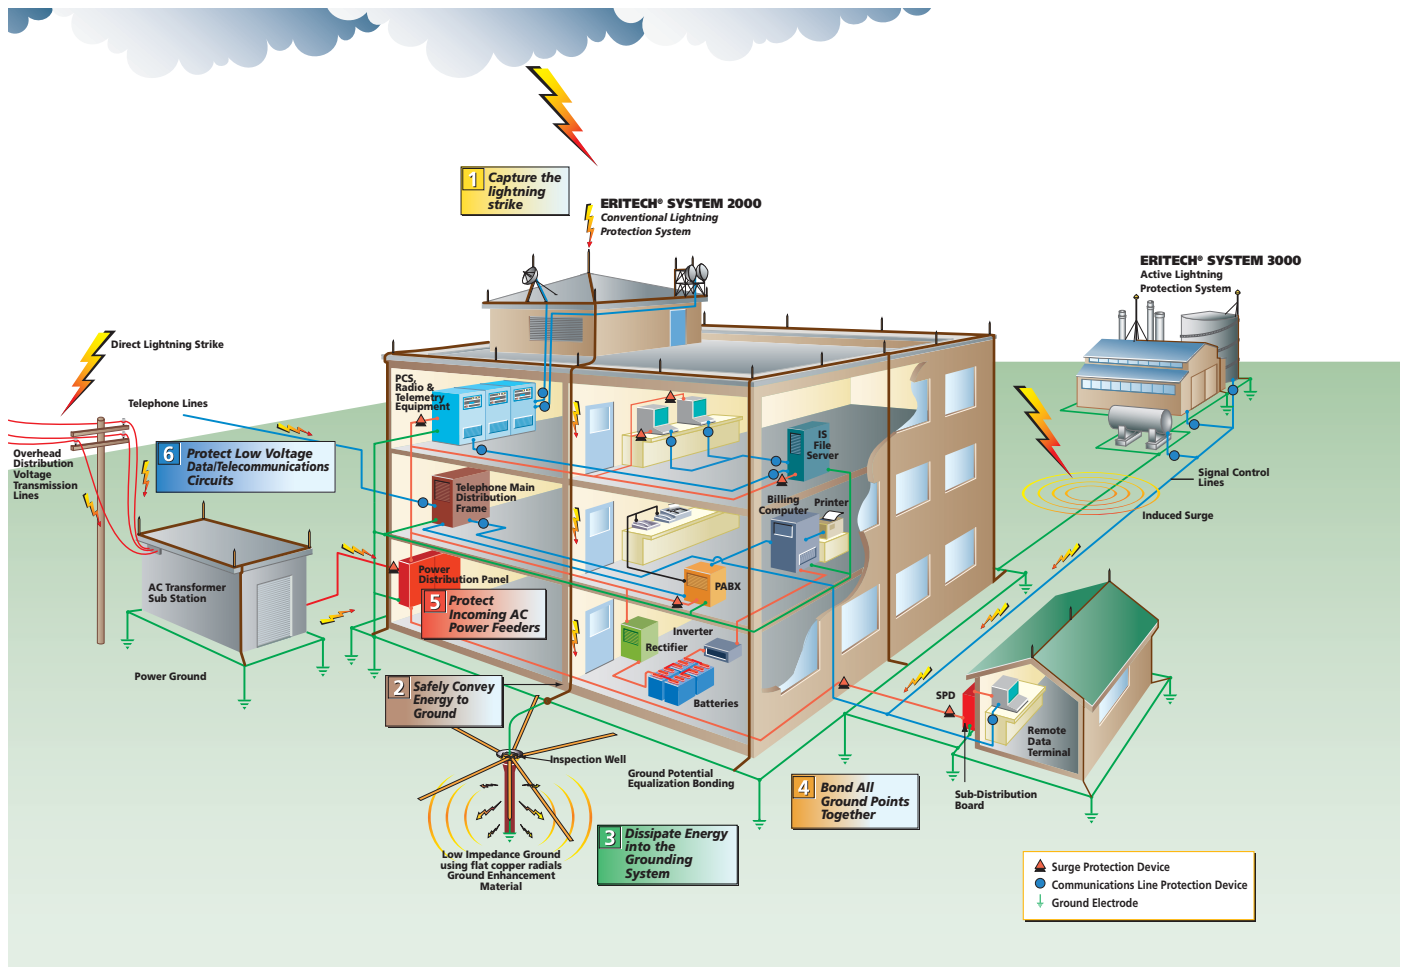 1
Capture the
lightning
strike
ERITECH® SYSTEM 2000
Conventional Lightning
Protection System
ERITECH® SYSTEM 3000
Active Lightning
Protection System
Direct Lightning Strike
Telephone Lines
Overhead
Distribution
Voltage
Transmission
Lines
6
Protect Low Voltage
Data/Telecommunications
Circuits
PCS,
Radio &
Telemetry
Equipment
IS
File
Server
Telephone Main
Distribution
Frame
Billing
Computer
Printer
Signal Control
Lines
Induced Surge
AC Transformer
Sub Station
Power
Distribution Panel
PABX
5
Protect
Incoming AC
Power Feeders
Inverter
Rectifier
Batteries
Power Ground
2
Safely Convey
Energy to
Ground
SPD
Remote
Data
Terminal
Inspection Well
Ground Potential
Equalization Bonding
4
Bond All
Ground Points
Together
Sub-Distribution
Board
3
Dissipate Energy
into the
Grounding
System
Low Impedance Ground
using flat copper radials
Ground Enhancement
Material
Surge Protection Device
Communications Line Protection Device
Ground Electrode